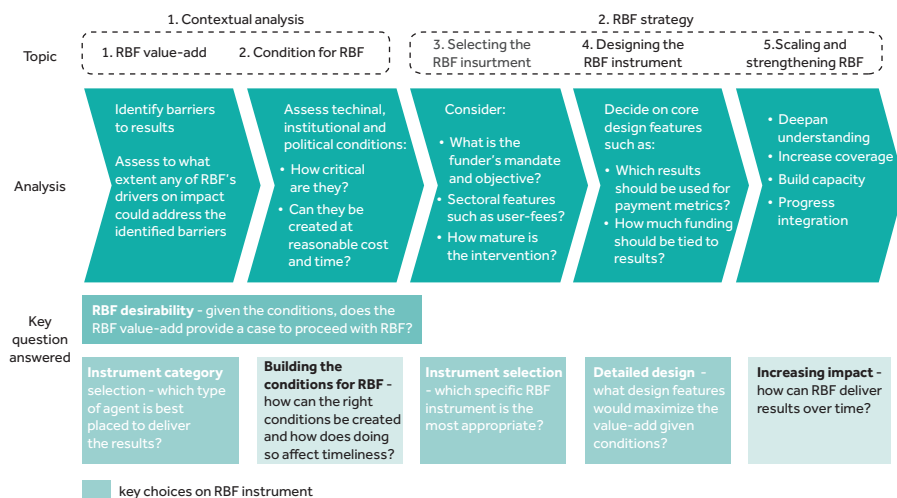 1. Contextual analysis
2. RBF strategy
Topic
1. RBF value-add
2. Condition for RBF
3. Selecting the
RBF insurtment
4. Designing the
RBF instrument
5.Scaling and
strengthening RBF
Analysis
Identify barriers
to results
Assess to what
extent any of RBF's
drivers on impact
could address the
identified barriers
Assess techinal,
institutional and
political conditions:
• How critical
are they?
• Can they be
created at
reasonable cost
and time?
Consider:
• What is the
funder's mandate
and objective?
• Sectoral features
such as user-fees?
• How mature is
the intervention?
Decide on core
design features
such as:
• Which results
should be used for
payment metrics?
• How much funding
should be tied to
results?
• Deepan
understanding
• Increase coverage
• Build capacity
• Progress
integration
Key
question
answered
RBF desirability - given the conditions, does the
RBF value-add provide a case to proceed with RBF?
Instrument category
selection - which type
of agent is best
placed to deliver
the results?
Building the
conditions for RBF -
how can the right
conditions be created
and how does doing
so affect timeliness?
Instrument selection
- which specific RBF
instrument is the
most appropriate?
Detailed design -
what design features
would maximize the
value-add given
conditions?
Increasing impact -
how can RBF deliver
results over time?
key choices on RBF instrument